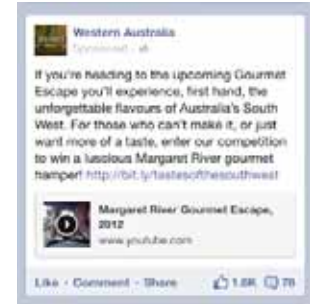 Western Australia
Sponsored
If you're heading to the upcoming Gourmet
Escape you'll experience, first hand, the
unforgettable flavours of Australia's South
West. For those who can't make it, or just
want more of a taste, enter our competition
to win a luscious Margaret River gourmet
hamper! http://bit.ly/tastesofthesouthwest
Margaret River Gourmet Escape,
2012
www.youtube.com
Like · Comment · Share 1.6K 78